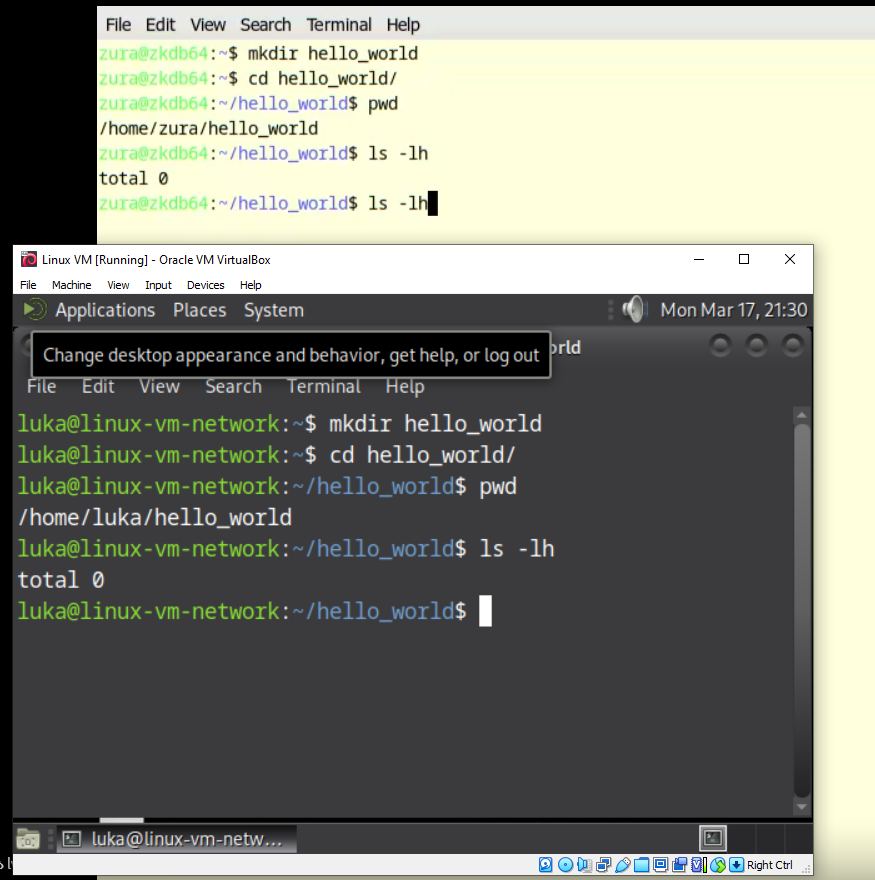 File Edit View Search Terminal Help
zura@zkdb64:~$ mkdir hello_world
zura@zkdb64:~$ cd hello_world/
zura@zkdb64:~/hello_world$ pwd
/home/zura/hello_world
zura@zkdb64:~/hello_world$ ls -lh
total 0
zura@zkdb64:~/hello_world$ ls -lh
Linux VM [Running] - Oracle VM VirtualBox
File Machine View Input Devices Help
Applications Places System Mon Mar 17, 21:30
Change desktop appearance and behavior, get help, or log out
File Edit View Search Terminal Help
luka@linux-vm-network:~$ mkdir hello_world
luka@linux-vm-network:~$ cd hello_world/
luka@linux-vm-network:~/hello_world$ pwd
/home/luka/hello_world
luka@linux-vm-network:~/hello_world$ ls -lh
total 0
luka@linux-vm-network:~/hello_world$
luka@linux-vm-netw...
Right Ctrl